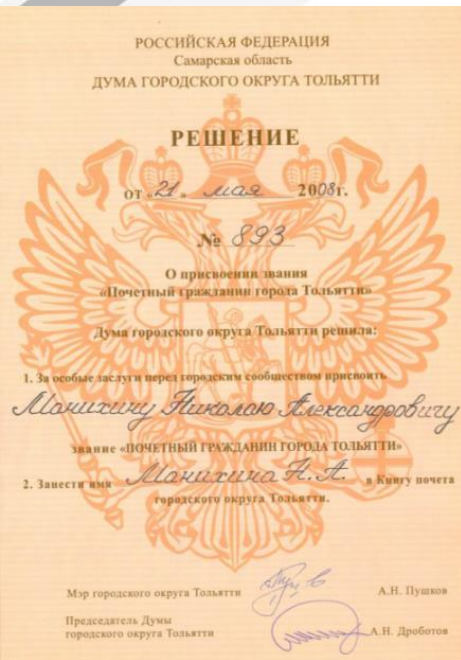 РОССИЙСКАЯ ФЕДЕРАЦИЯ
Самарская область
ДУМА ГОРОДСКОГО ОКРУГА ТОЛЬЯТТИ
РЕШЕНИЕ
ОТ «21» мая 2008г.
№ 893
О присвоении звания
«Почетный гражданин города Тольятти»
Дума городского округа Тольятти решила:
1. За особые заслуги перед городским сообществом присвоить
Манихину Николаю Александровичу
звание «ПОЧЕТНЫЙ ГРАЖДАНИН ГОРОДА ТОЛЬЯТТИ»
2. Занести имя Манихина Н.А. в Книгу почета
городского округа Тольятти.
Мэр городского округа Тольятти А.Н. Пушков
Председатель Думы
городского округа Тольятти А.Н. Дроботов